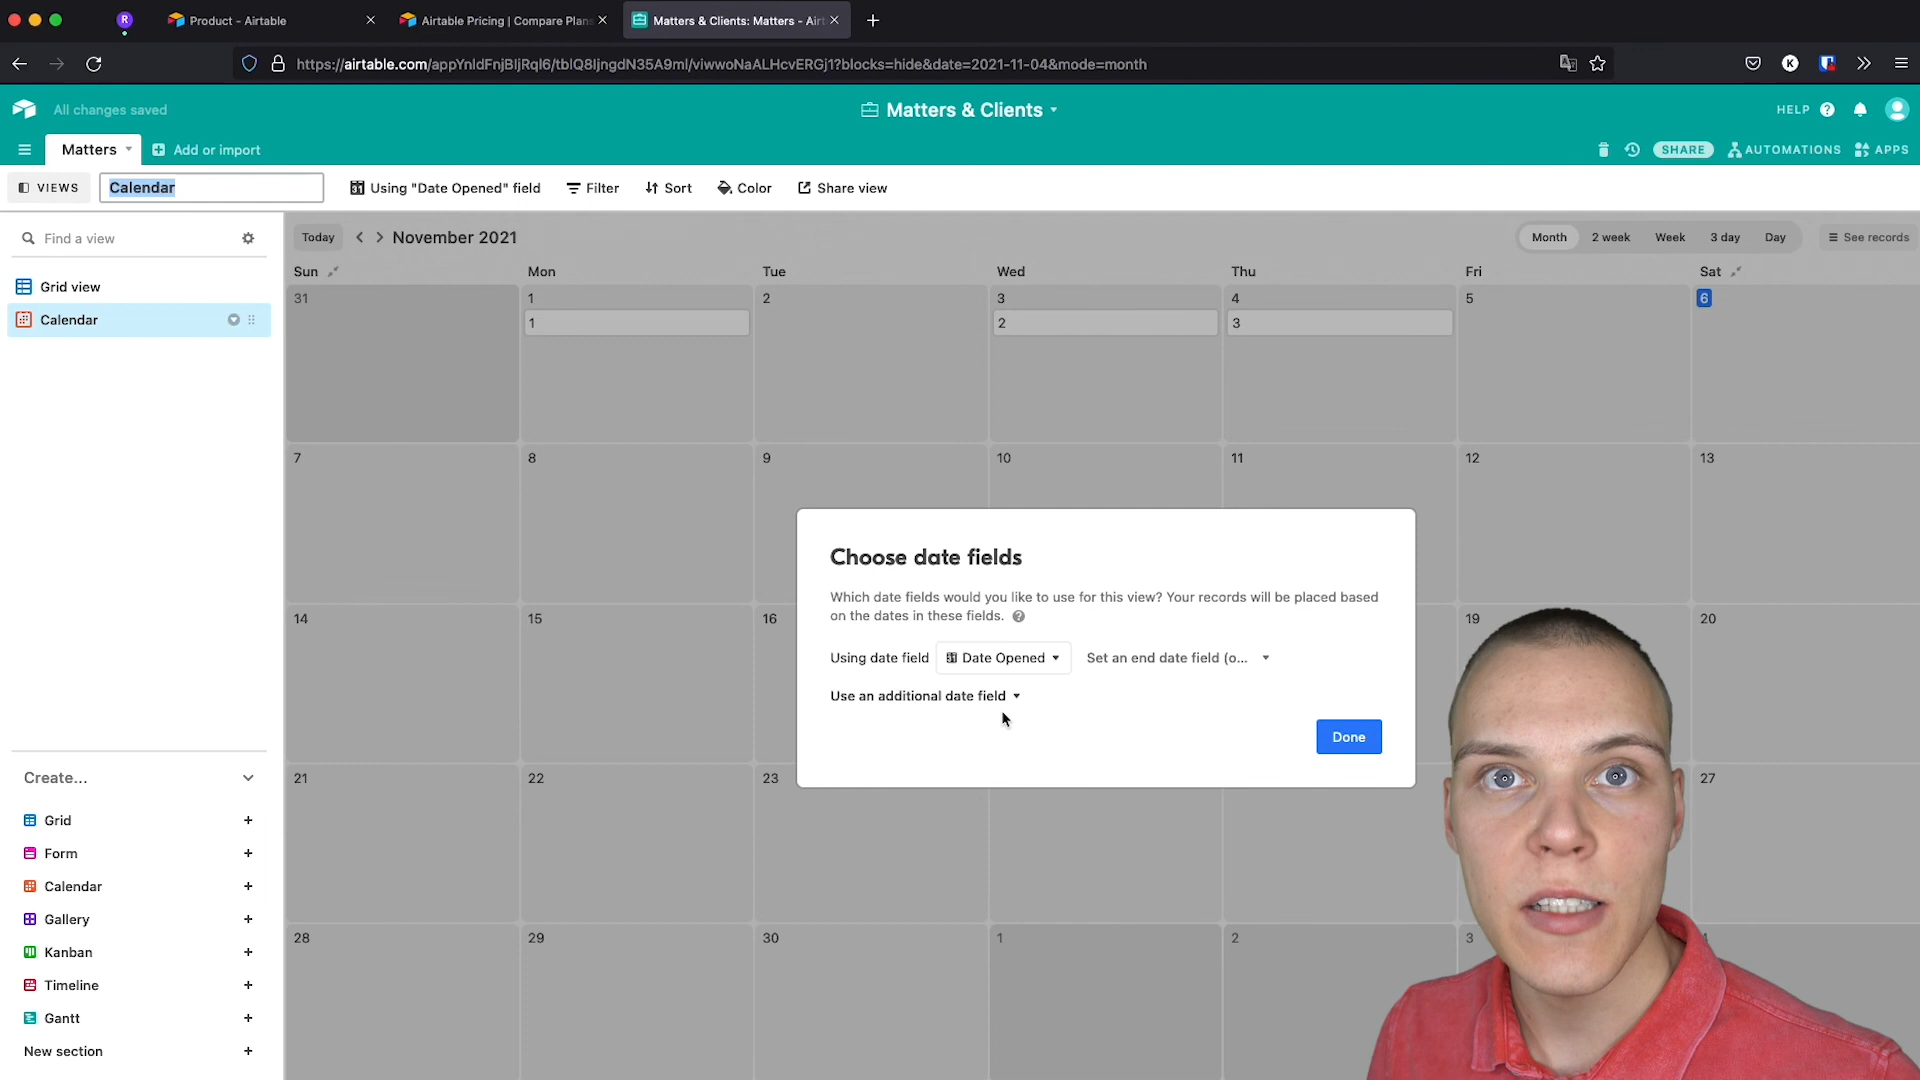 R
Product - Airtable
Airtable Pricing | Compare Plans
Matters & Clients: Matters - Airt
https://airtable.com/appYnldFnjBljRql6/tblQ8ljngdN35A9ml/viwwoNaALHcvERGj1?blocks=hide&date=2021-11-04&mode=month
K
All changes saved
Matters & Clients
HELP
Matters
Add or import
SHARE
AUTOMATIONS
APPS
VIEWS
Calendar
Using "Date Opened" field
Filter
Sort
Color
Share view
Find a view
Today
November 2021
Month
2 week
Week
3 day
Day
See records
Sun Mon Tue Wed Thu Fri Sat
Grid view
Calendar
31 1 2 3 4 5 6
1 2 3
7 8 9 10 11 12 13
Choose date fields
Which date fields would you like to use for this view? Your records will be placed based
on the dates in these fields.
Using date field
Date Opened
Set an end date field (o...
Use an additional date field
Done
14 15 16 19 20
21 22 23 27
28 29 30 1 2 3
Create...
Grid
Form
Calendar
Gallery
Kanban
Timeline
Gantt
New section